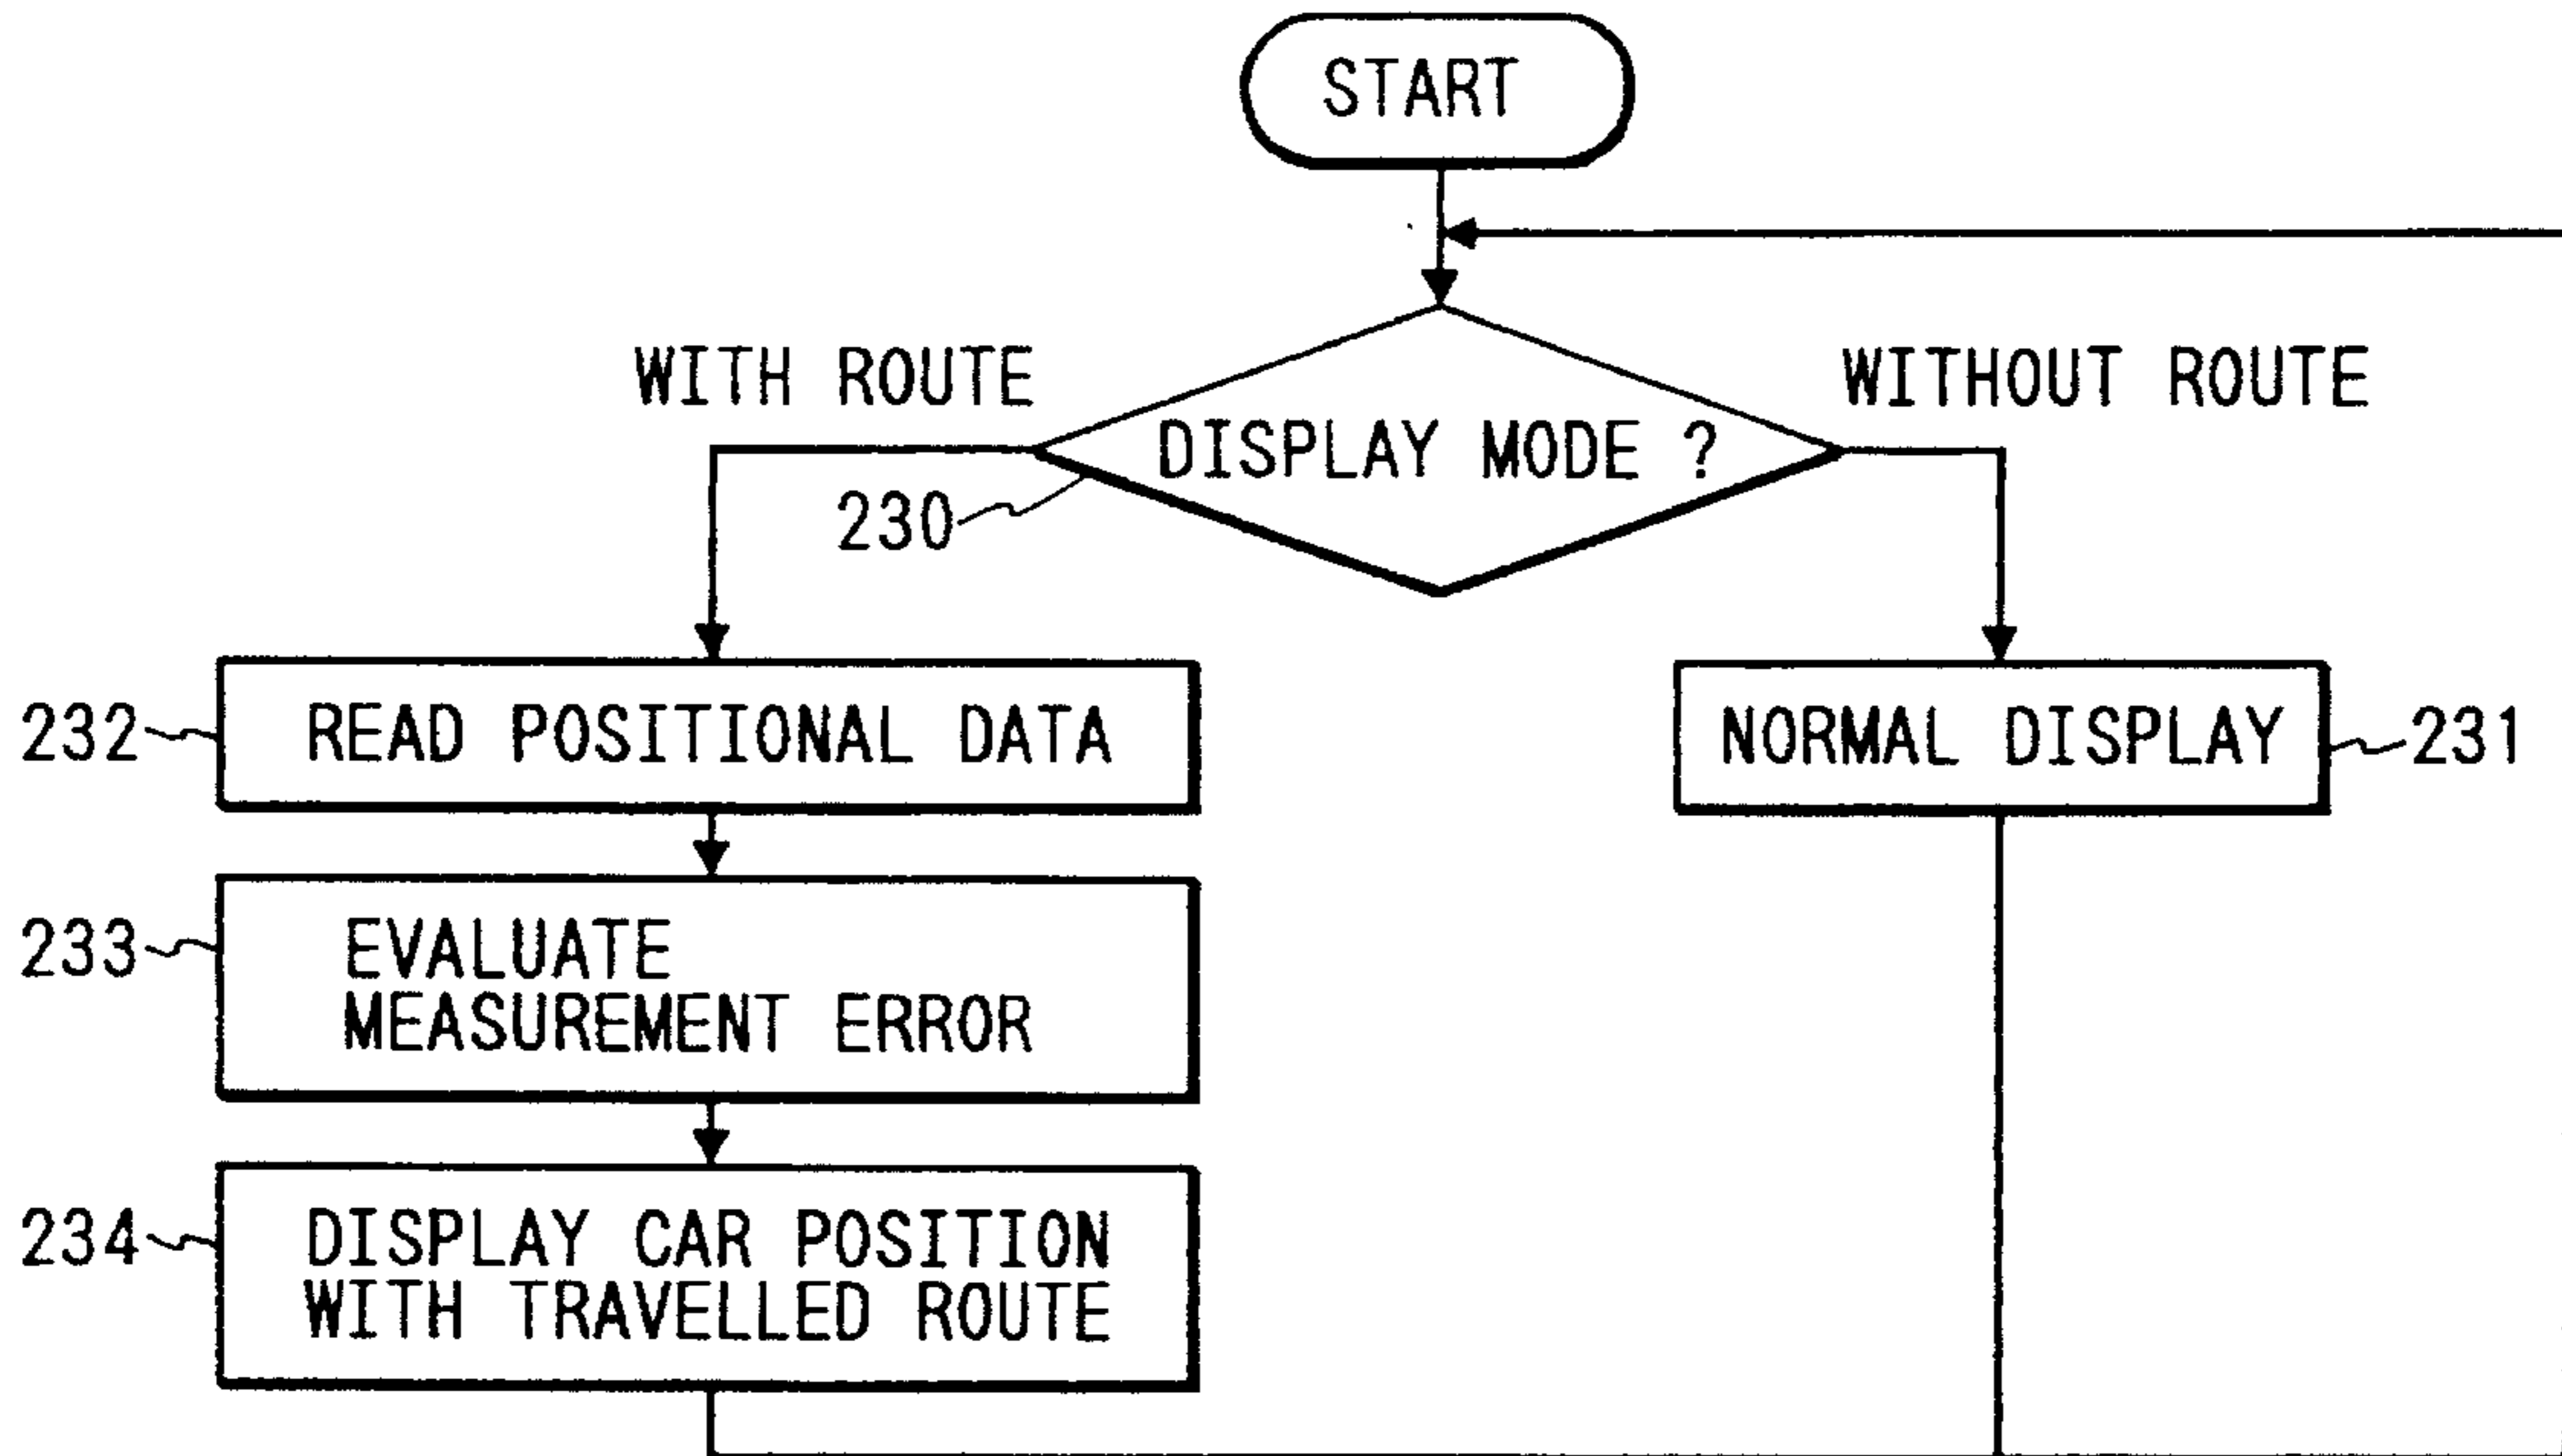 START
WITH ROUTE
WITHOUT ROUTE
DISPLAY MODE ?
230
232
READ POSITIONAL DATA
NORMAL DISPLAY
231
233
EVALUATE
MEASUREMENT ERROR
234
DISPLAY CAR POSITION
WITH TRAVELLED ROUTE